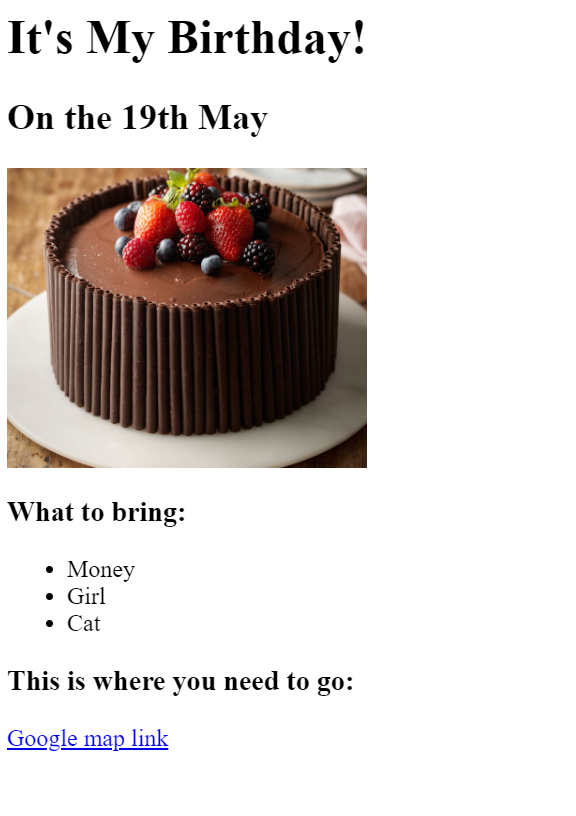 It's My Birthday!
On the 19th May
What to bring:
Money
Girl
Cat
This is where you need to go:
Google map link